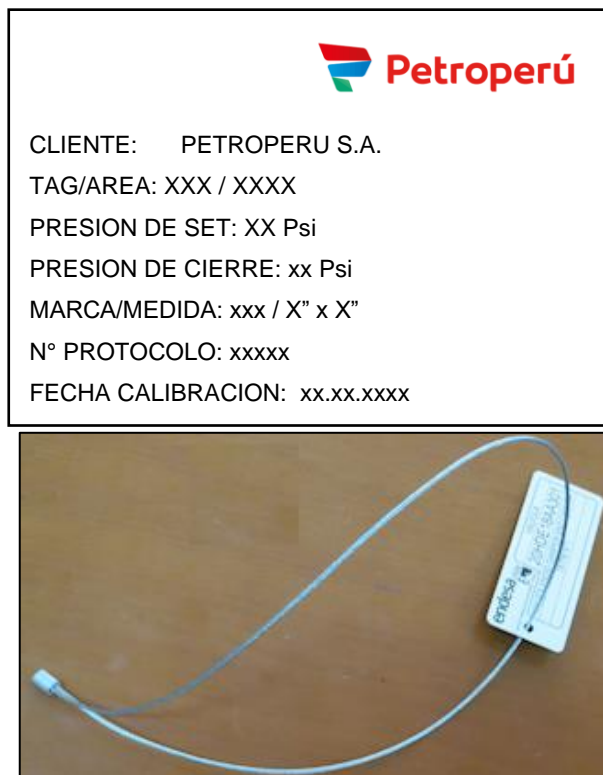 Petroperú
CLIENTE: PETROPERU S.A.
TAG/AREA: XXX / XXXX
PRESION DE SET: XX Psi
PRESION DE CIERRE: xx Psi
MARCA/MEDIDA: xxx / X” x X”
N° PROTOCOLO: xxxxx
FECHA CALIBRACION: xx.xx.xxxx
endesa